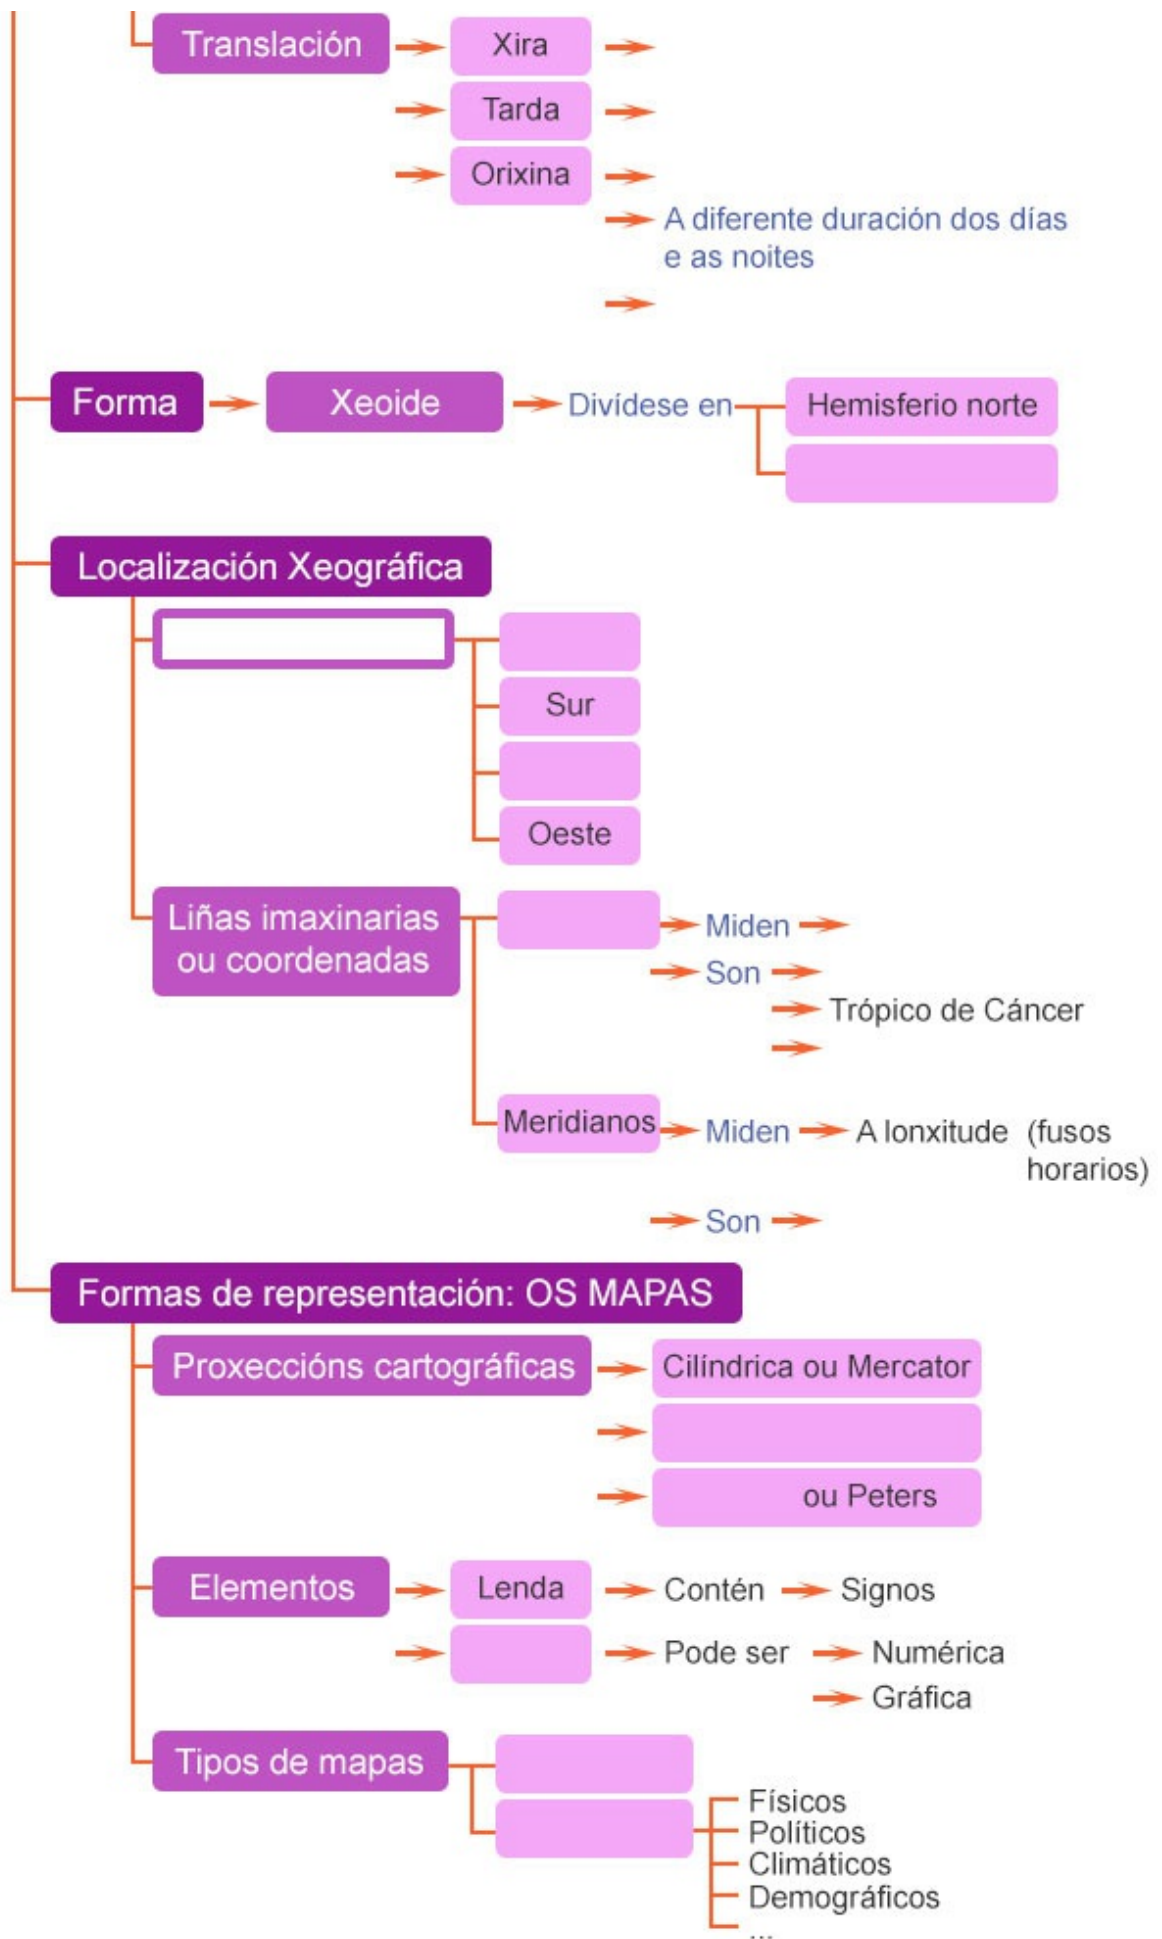 Translación
Xira
Tarda
Orixina
A diferente duración dos días
e as noites
Forma
Xeoide
Divídese en
Hemisferio norte
Localización Xeográfica
Sur
Oeste
Liñas imaxinarias
ou coordenadas
Miden
Son
Trópico de Cáncer
Meridianos
Miden
A lonxitude (fusos
horarios)
Son
Formas de representación: OS MAPAS
Proxeccións cartográficas
Cilíndrica ou Mercator
ou Peters
Elementos
Lenda
Contén
Signos
Pode ser
Numérica
Gráfica
Tipos de mapas
Físicos
Políticos
Climáticos
Demográficos
...